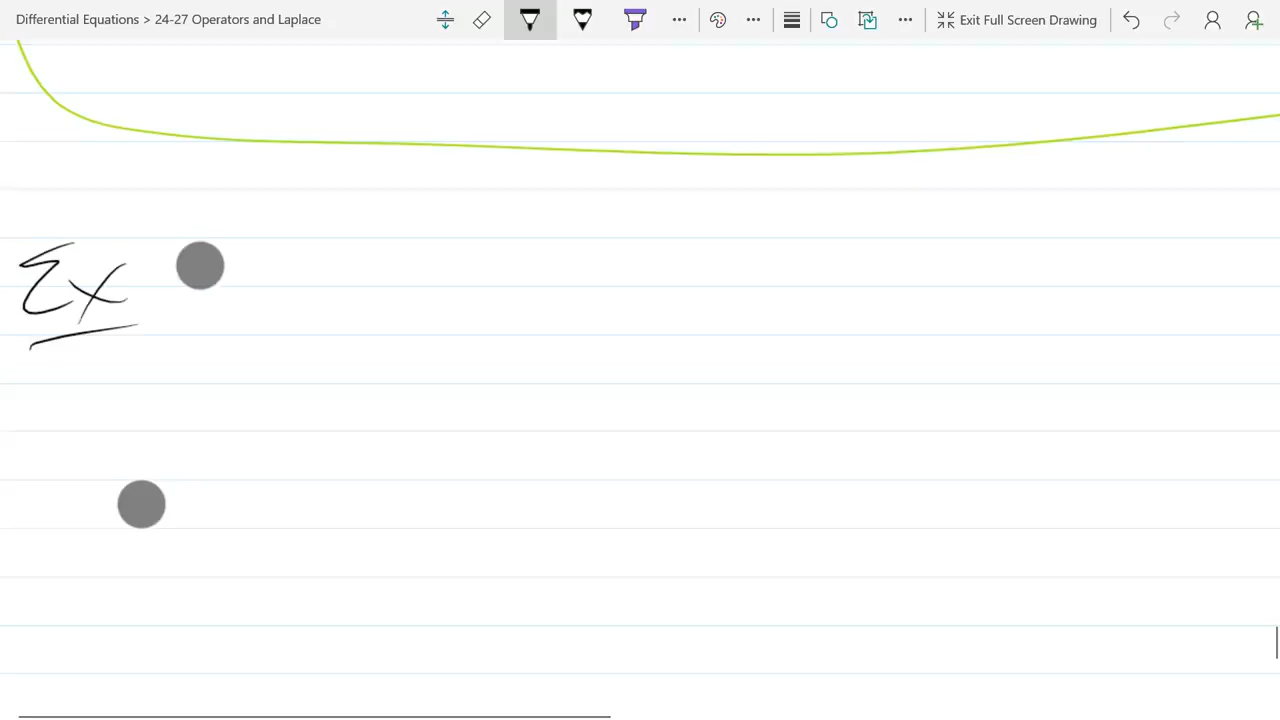 Differential Equations > 24-27 Operators and Laplace
Exit Full Screen Drawing
Ex